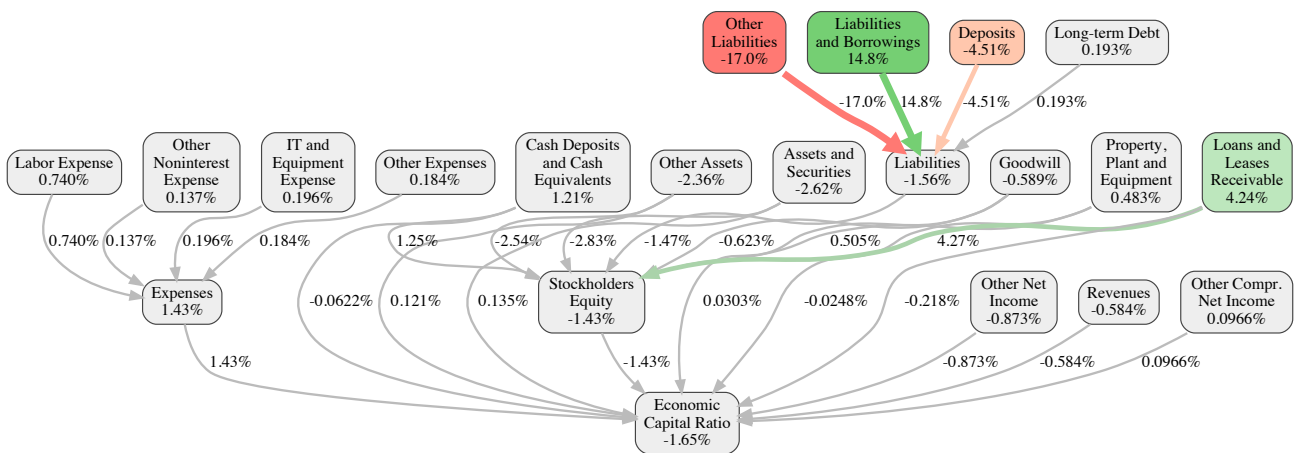 Other
Liabilities
-17.0%
Liabilities
and Borrowings
14.8%
Deposits
-4.51%
Long-term Debt
0.193%
-17.0%
14.8%
-4.51%
0.193%
Labor Expense
0.740%
Other
Noninterest
Expense
0.137%
IT and
Equipment
Expense
0.196%
Other Expenses
0.184%
Cash Deposits
and Cash
Equivalents
1.21%
Other Assets
-2.36%
Assets and
Securities
-2.62%
Liabilities
-1.56%
Goodwill
-0.589%
Property,
Plant and
Equipment
0.483%
Loans and
Leases
Receivable
4.24%
0.740%
0.137%
0.196%
0.184%
1.25%
-2.54%
-2.83%
-1.47%
-0.623%
0.505%
4.27%
Expenses
1.43%
-0.0622%
0.121%
0.135%
Stockholders
Equity
-1.43%
0.0303%
-0.0248%
-0.218%
Other Net
Income
-0.873%
Revenues
-0.584%
Other Compr.
Net Income
0.0966%
1.43%
-1.43%
-0.873%
-0.584%
0.0966%
Economic
Capital Ratio
-1.65%